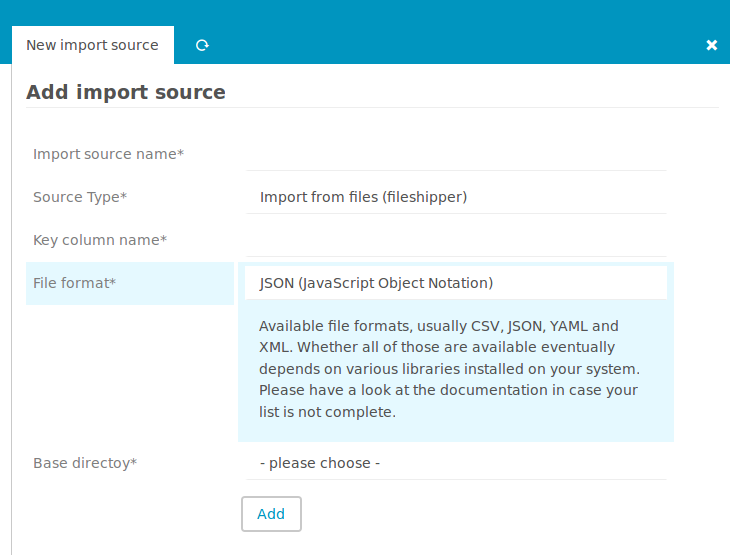 New import source
Add import source
Import source name*
Source Type*
Import from files (fileshipper)
Key column name*
File format*
JSON (JavaScript Object Notation)
Available file formats, usually CSV, JSON, YAML and
XML. Whether all of those are available eventually
depends on various libraries installed on your system.
Please have a look at the documentation in case your
list is not complete.
Base directoy*
- please choose -
Add